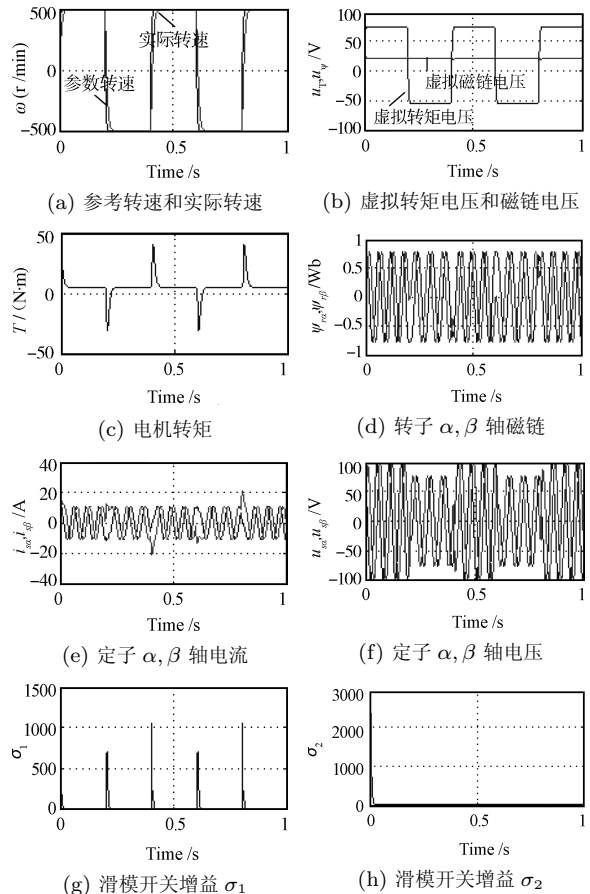 500
0
−500
ω (r /min)
实际转速
参数转速
0
0.5
1
Time /s
(a) 参考转速和实际转速
100
50
0
−50
−100
u_T,u_ψ /V
虚拟磁链电压
虚拟转矩电压
0
0.5
1
Time /s
(b) 虚拟转矩电压和磁链电压
50
0
−50
T / (N·m)
0
0.5
1
Time /s
(c) 电机转矩
1
0.5
0
−0.5
−1
ψ_rα,ψ_rβ /Wb
0
0.5
1
Time /s
(d) 转子 α, β 轴磁链
40
20
0
−20
−40
i_sα,i_sβ /A
0
0.5
1
Time /s
(e) 定子 α, β 轴电流
100
50
0
−50
−100
u_sα,u_sβ /V
0
0.5
1
Time /s
(f) 定子 α, β 轴电压
1500
1000
500
0
σ₁
0
0.5
1
Time /s
(g) 滑模开关增益 σ₁
3000
2000
1000
0
σ₂
0
0.5
1
Time /s
(h) 滑模开关增益 σ₂